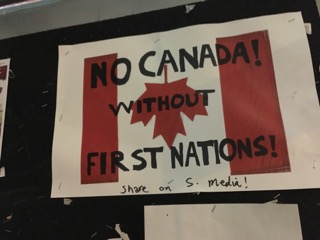 NO CANADA!
WITHOUT
FIRST NATIONS!
share on S. media!